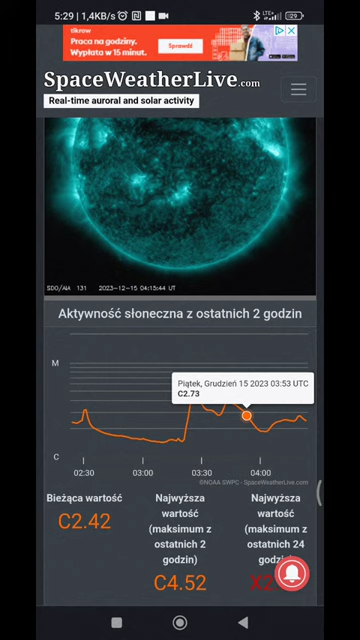 5:29 | 1,4KB/s
LTE+
29
tikrow
Praca na godziny.
Wypłata w 15 minut.
Sprawdź
SpaceWeatherLive.com
Real-time auroral and solar activity
SDO/AIA 131 2023-12-15 04:15:44 UT
Aktywność słoneczna z ostatnich 2 godzin
M
Piątek, Grudzień 15 2023 03:53 UTC
C2.73
C
02:30 03:00 03:30 04:00
©NOAA SWPC - SpaceWeatherLive.com
Bieżąca wartość
C2.42
Najwyższa
wartość
(maksimum z
ostatnich 2
godzin)
C4.52
Najwyższa
wartość
(maksimum z
ostatnich 24